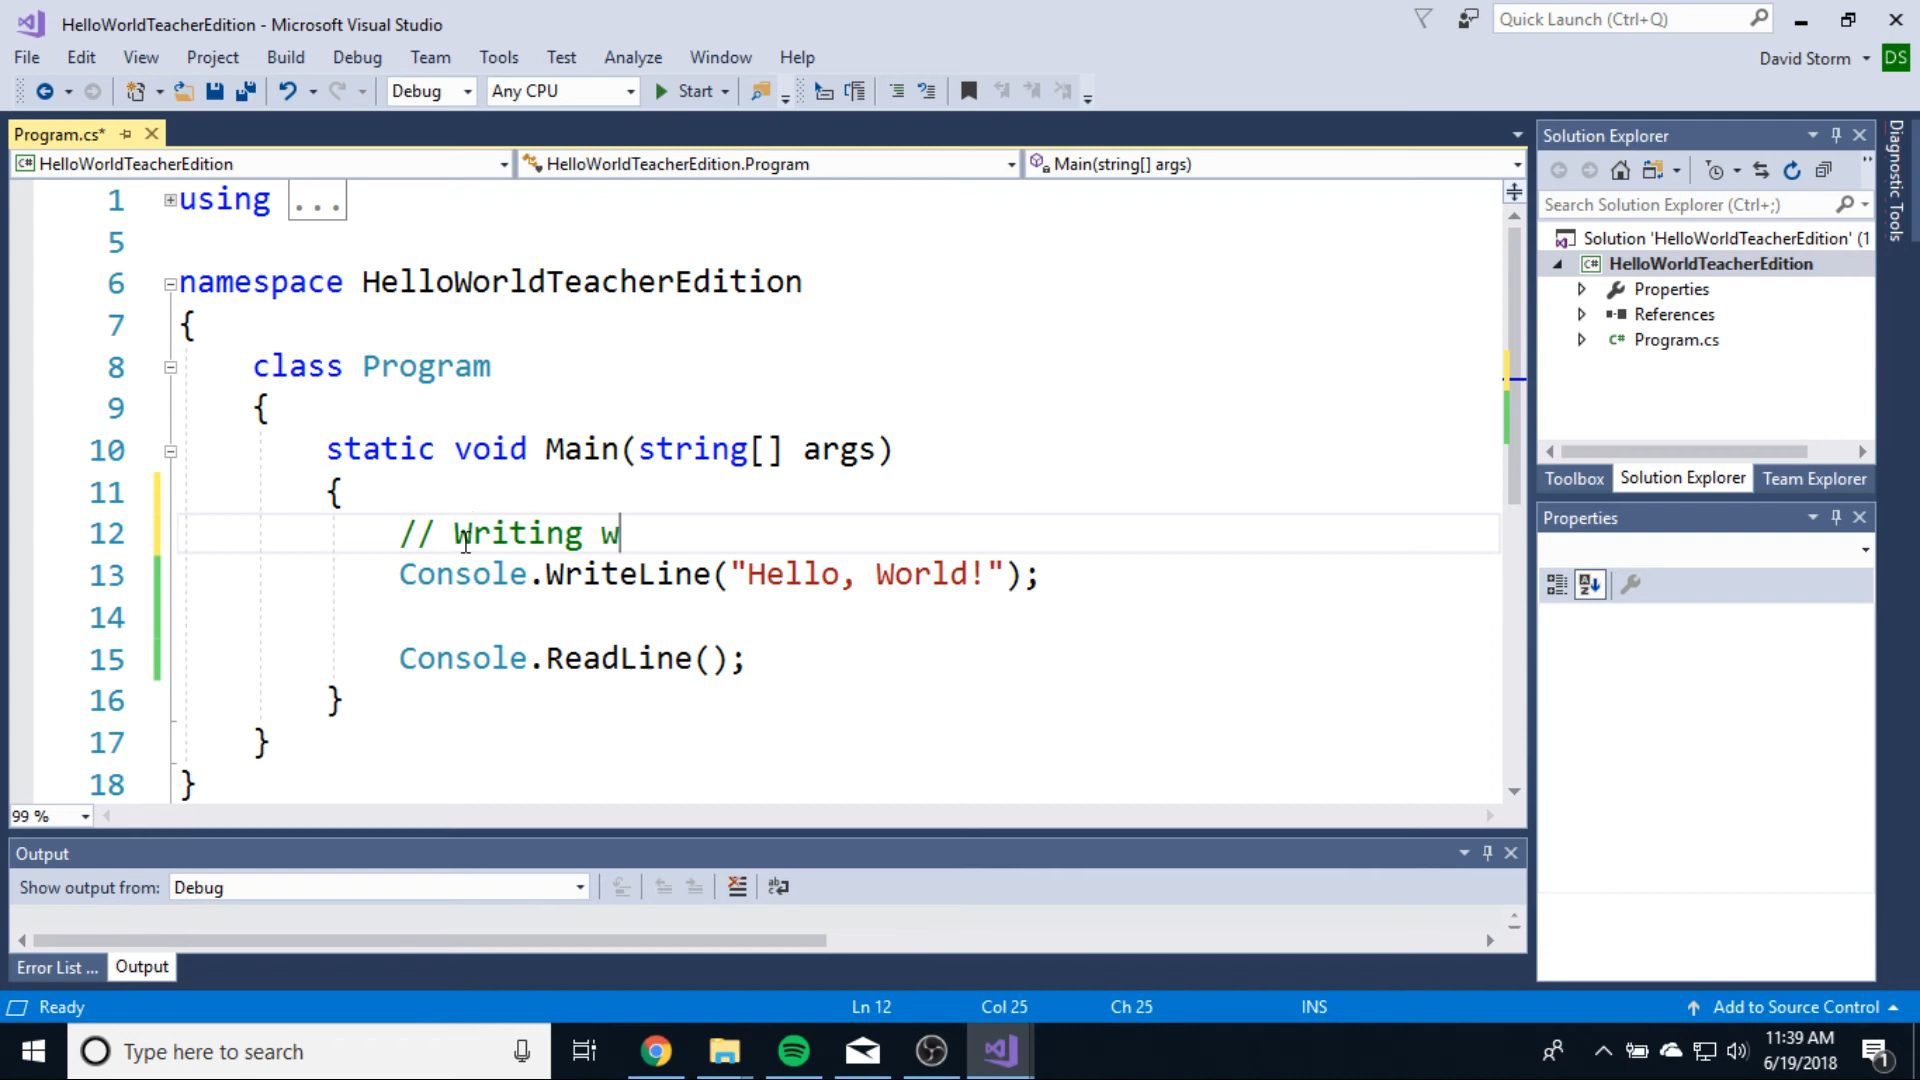 HelloWorldTeacherEdition - Microsoft Visual Studio
Quick Launch (Ctrl+Q)
File Edit View Project Build Debug Team Tools Test Analyze Window Help
David Storm DS
Debug Any CPU Start
Program.cs*
HelloWorldTeacherEdition HelloWorldTeacherEdition.Program Main(string[] args)
1 using ...
5
6 namespace HelloWorldTeacherEdition
7 {
8 class Program
9 {
10 static void Main(string[] args)
11 {
12 // Writing w
13 Console.WriteLine("Hello, World!");
14
15 Console.ReadLine();
16 }
17 }
18 }
99 %
Output
Show output from: Debug
Error List ... Output
Solution Explorer
Search Solution Explorer (Ctrl+;)
Solution 'HelloWorldTeacherEdition' (1
C# HelloWorldTeacherEdition
Properties
References
C# Program.cs
Toolbox Solution Explorer Team Explorer
Properties
Diagnostic Tools
Ready Ln 12 Col 25 Ch 25 INS Add to Source Control
Type here to search
11:39 AM
6/19/2018
1